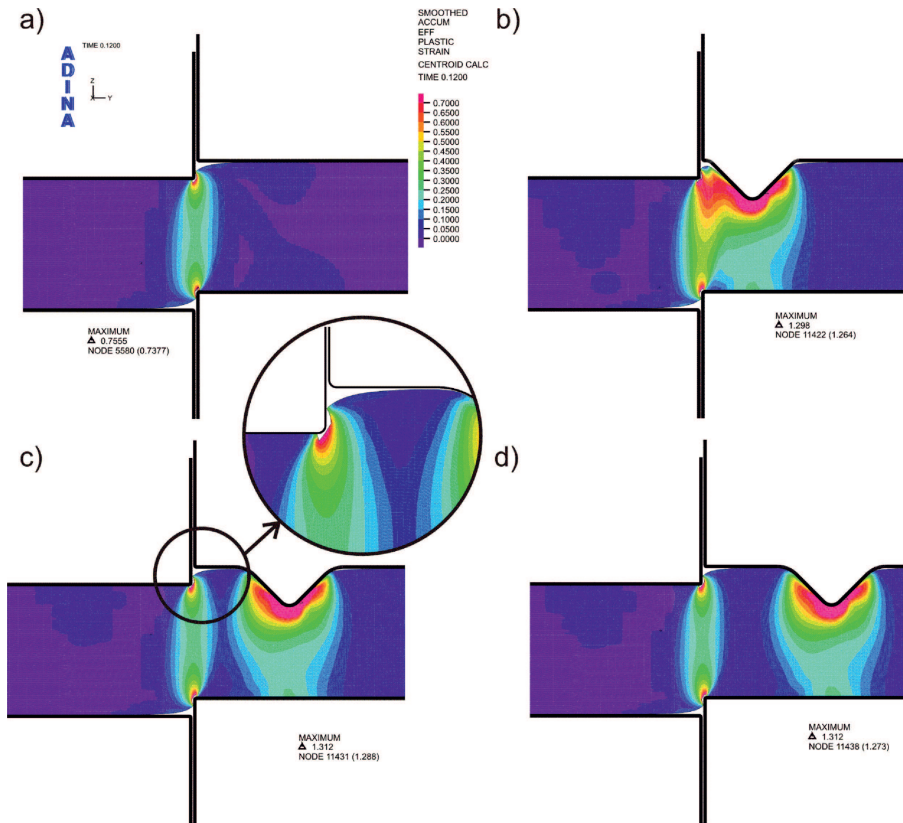 a)
b)
ADINA
TIME 0.1200
Z
X Y
SMOOTHED
ACCUM
EFF
PLASTIC
STRAIN
CENTROID CALC
TIME 0.1200
0.7000
0.6500
0.6000
0.5500
0.5000
0.4500
0.4000
0.3500
0.3000
0.2500
0.2000
0.1500
0.1000
0.0500
0.0000
MAXIMUM
△ 0.7555
NODE 5580 (0.7377)
MAXIMUM
△ 1.298
NODE 11422 (1.264)
c)
d)
MAXIMUM
△ 1.312
NODE 11431 (1.288)
MAXIMUM
△ 1.312
NODE 11438 (1.273)